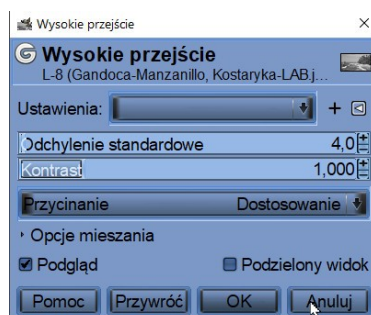 Wysokie przejście
Wysokie przejście
L-8 (Gandoca-Manzanillo, Kostaryka-LAB.j...
Ustawienia:
Odchylenie standardowe 4,0
Kontrast 1,000
Przycinanie Dostosowanie
Opcje mieszania
Podgląd Podzielony widok
Pomoc Przywróć OK Anuluj